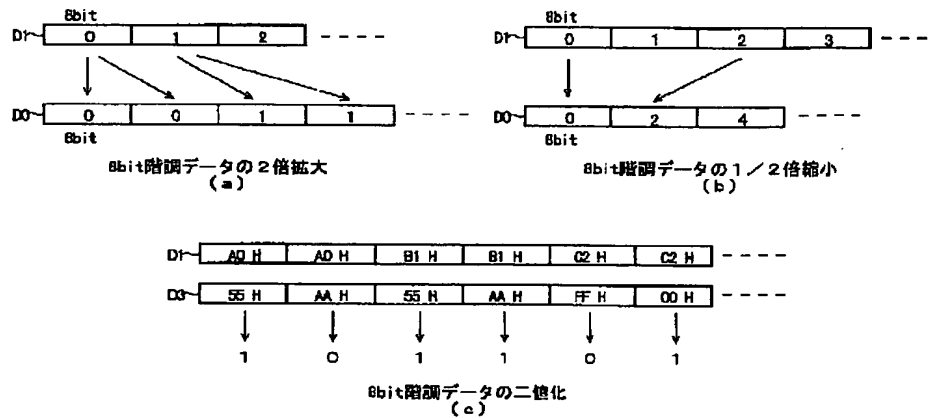 8bit
D1 0 1 2
D0 0 0 1 1
8bit
8bit階調データの2倍拡大
(a)
8bit
D1 0 1 2 3
D0 0 2 4
8bit
8bit階調データの1/2倍縮小
(b)
D1 A0 H A0 H B1 H B1 H C2 H C2 H
D3 55 H AA H 55 H AA H FF H 00 H
1 0 1 1 0 1
8bit階調データの二値化
(c)